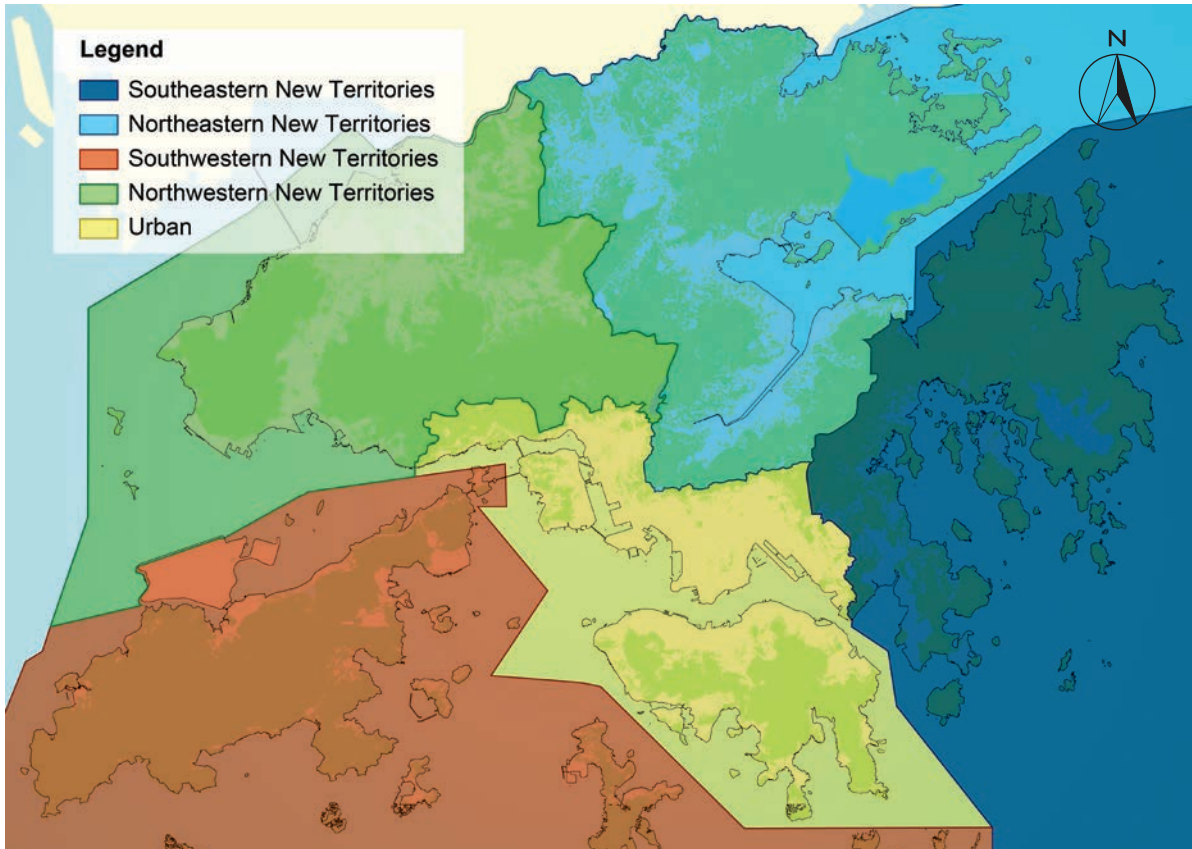 Legend
Southeastern New Territories
Northeastern New Territories
Southwestern New Territories
Northwestern New Territories
Urban
N